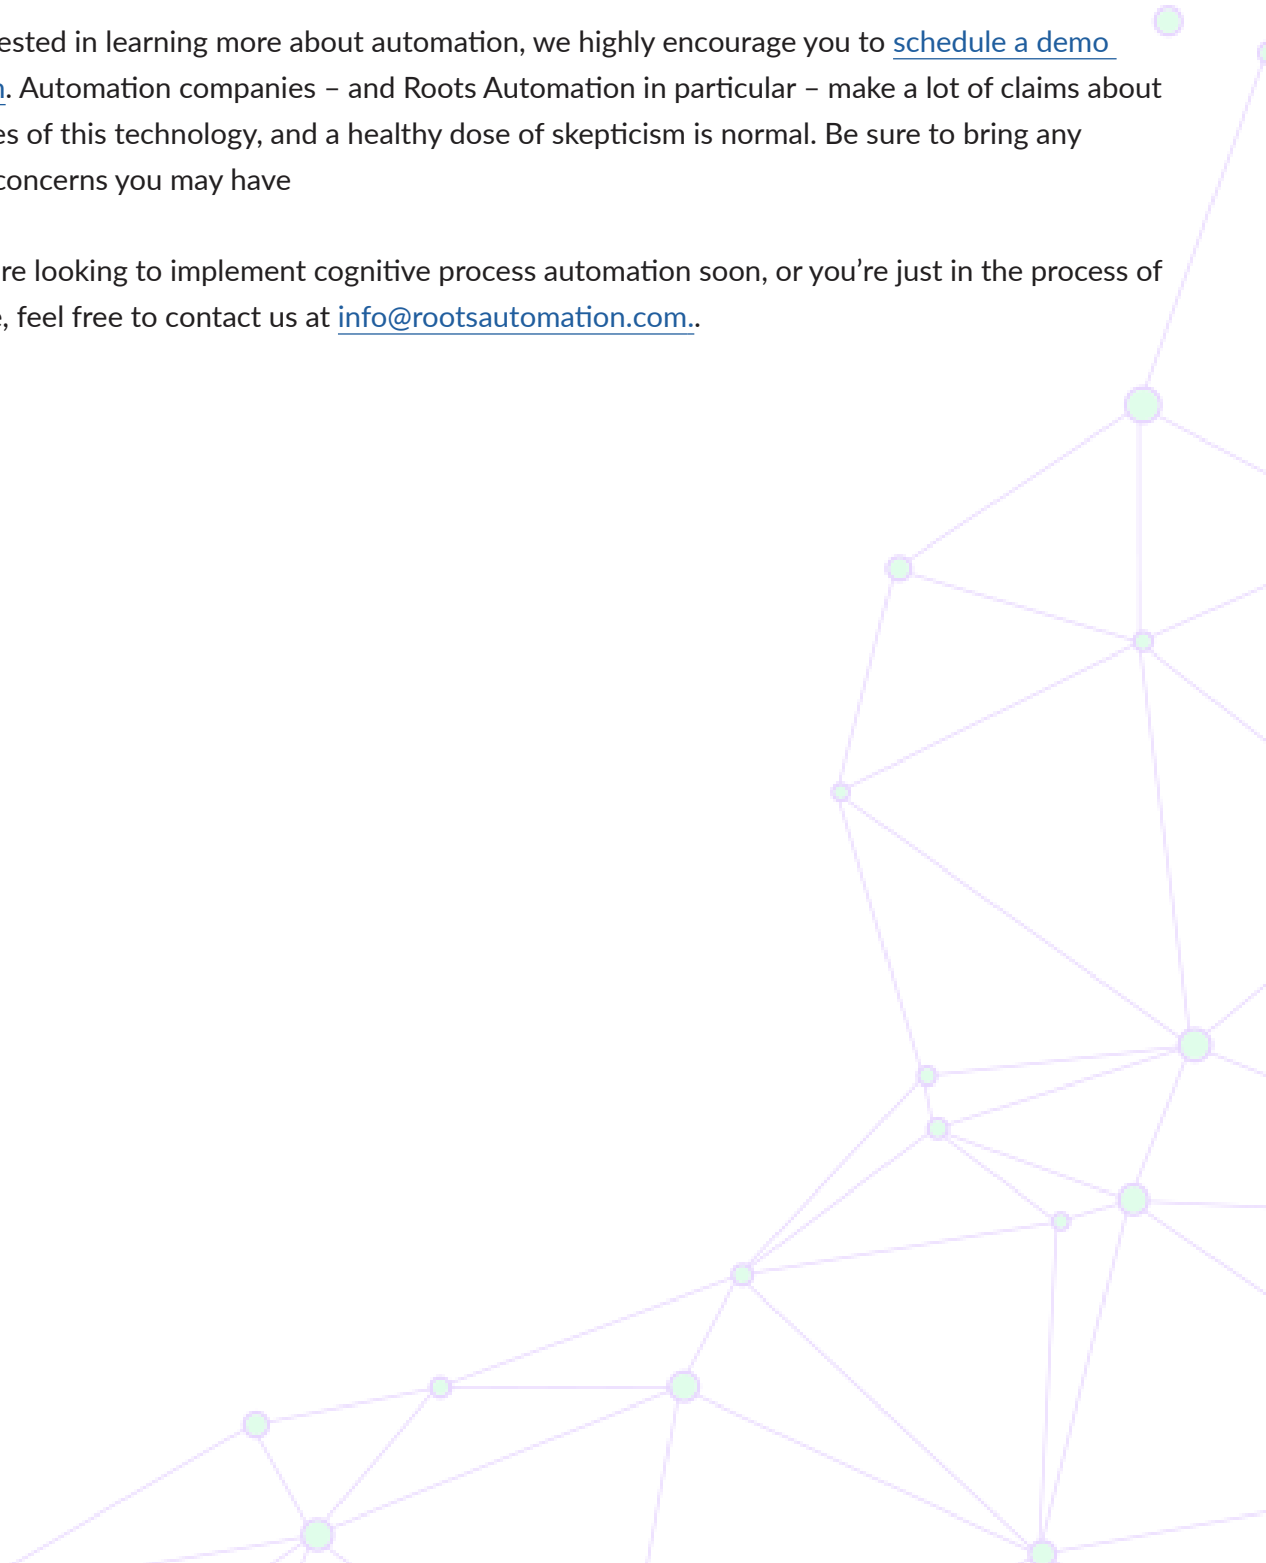 ested in learning more about automation, we highly encourage you to schedule a demo
. Automation companies – and Roots Automation in particular – make a lot of claims about
es of this technology, and a healthy dose of skepticism is normal. Be sure to bring any
concerns you may have
re looking to implement cognitive process automation soon, or you’re just in the process of
, feel free to contact us at info@rootsautomation.com..